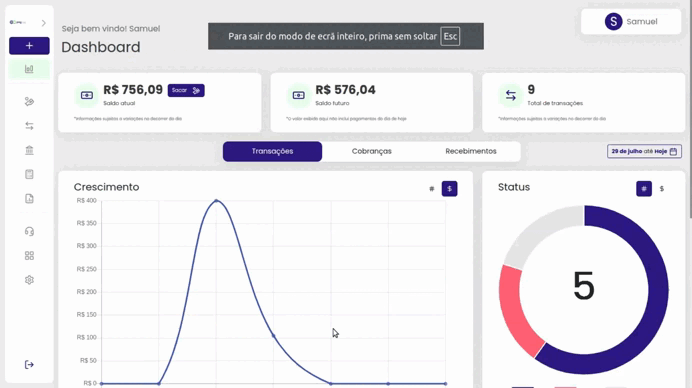 Seja bem vindo! Samuel
Dashboard
Para sair do modo de ecrã inteiro, prima sem soltar Esc
S Samuel
R$ 756,09 Sacar
Saldo atual
*Informações sujeitas a variações no decorrer do dia
R$ 576,04
Saldo futuro
*O valor exibido aqui não inclui pagamentos do dia de hoje
9
Total de transações
*Informações sujeitas a variações no decorrer do dia
Transações
Cobranças
Recebimentos
29 de julho até Hoje
Crescimento
# $
R$ 400
R$ 350
R$ 300
R$ 250
R$ 200
R$ 150
R$ 100
R$ 50
R$ 0
Status
# $
5